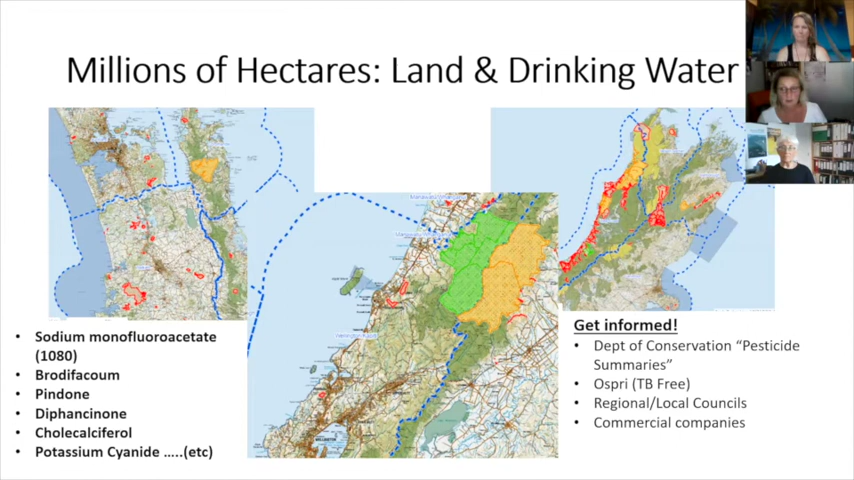 Millions of Hectares: Land & Drinking Water
• Sodium monofluoroacetate
(1080)
• Brodifacoum
• Pindone
• Diphancinone
• Cholecalciferol
• Potassium Cyanide …..(etc)
Get informed!
• Dept of Conservation “Pesticide
Summaries”
• Ospri (TB Free)
• Regional/Local Councils
• Commercial companies